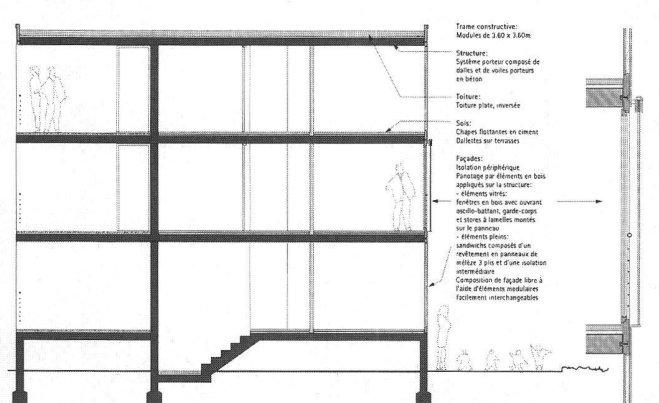 Trame constructive:
Modules de 3.60 x 3.60m
Structure:
Système porteur composé de
dalles et de voiles porteurs
en béton
Toiture:
Toiture plate, inversée
Sols:
Chapes flottantes en ciment
Dallettes sur terrasses
Façades:
Isolation périphérique
Panotage par éléments en bois
appliqués sur la structure:
- éléments vitrés:
fenêtres en bois avec ouvrant
oscillo-battant, garde-corps
et stores à lamelles montés
sur le panneau
- éléments pleins:
sandwichs composés d'un
revêtement en panneaux de
mélèze 3 plis et d'une isolation
intermédiaire
Composition de façade libre à
l'aide d'éléments modulaires
facilement interchangeables